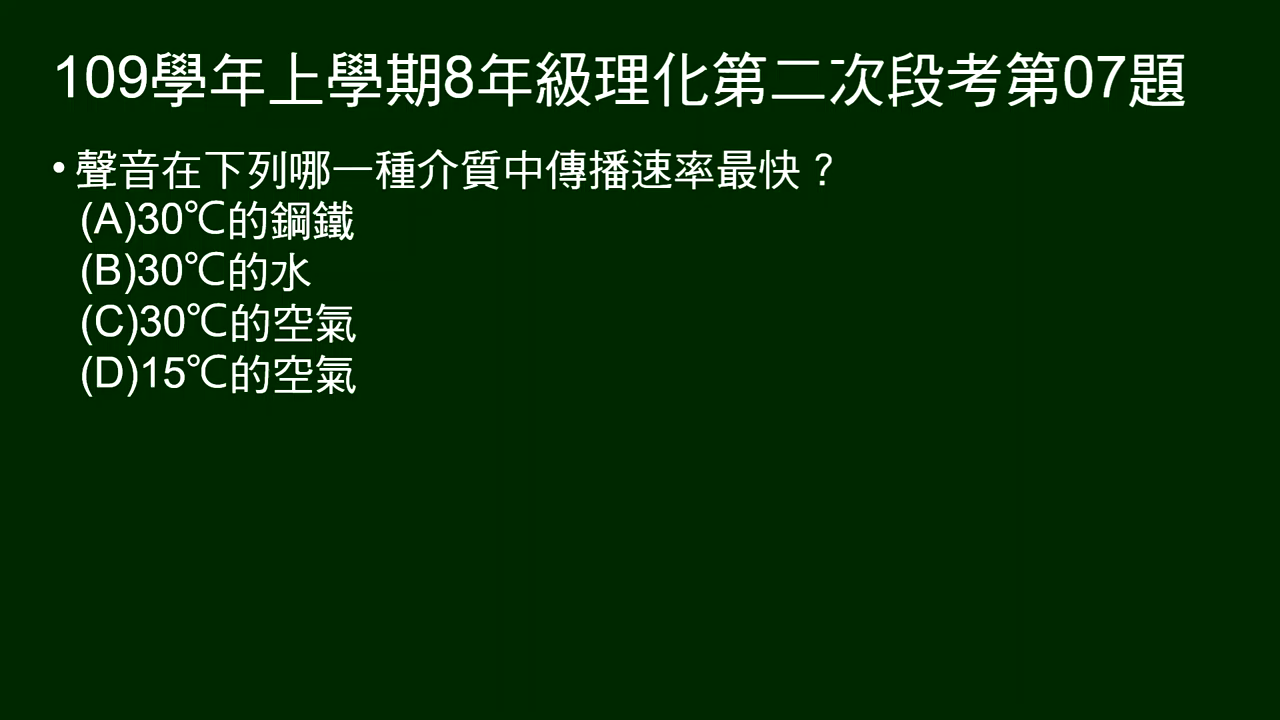 109學年上學期8年級理化第二次段考第07題
• 聲音在下列哪一種介質中傳播速率最快？
(A)30℃的鋼鐵
(B)30℃的水
(C)30℃的空氣
(D)15℃的空氣